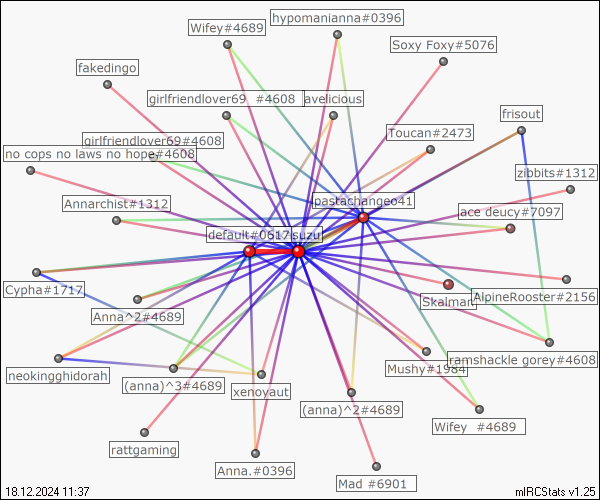 hypomanianna#0396
Wifey#4689
Soxy Foxy#5076
fakedingo
girlfriendlover69 #4608
avelicious
frisout
Toucan#2473
girlfriendlover69#4608
no cops no laws no hope#4608
zibbits#1312
pastachangeo41
Annarchist#1312
ace deucy#7097
default#0617
suzu
Cypha#1717
Skalman
AlpineRooster#2156
Anna^2#4689
ramshackle gorey#4608
Mushy#1984
neokingghidorah
(anna)^3#4689
xenoyaut
(anna)^2#4689
Wifey #4689
rattgaming
Anna.#0396
Mad #6901
18.12.2024 11:37
mIRCStats v1.25